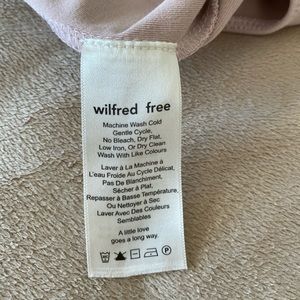 wilfred free
Machine Wash Cold
Gentle Cycle,
No Bleach, Dry Flat,
Low Iron, Or Dry Clean
Wash With Like Colours
Laver à La Machine à
L'eau Froide Au Cycle Délicat,
Pas De Blanchiment,
Sécher à Plat,
Repasser à Basse Température,
Ou Nettoyer à Sec
Laver Avec Des Couleurs
Semblables
A little love
goes a long way.
P